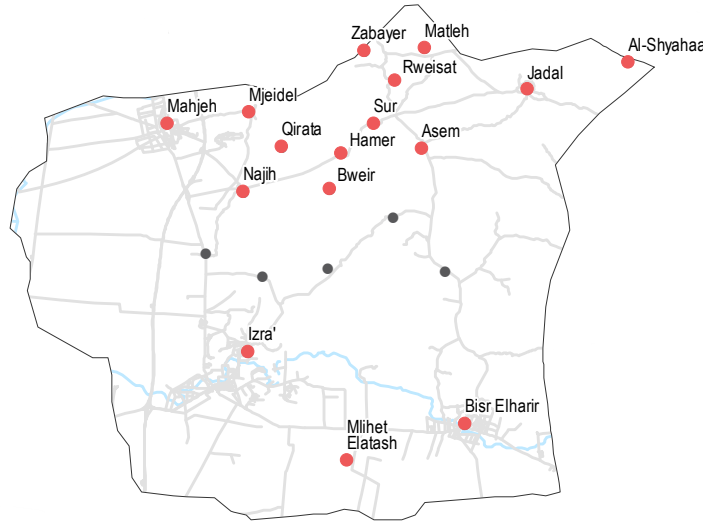 Zabayer
Matleh
Al-Shyahaa
Rweisat
Jadal
Mahjeh
Mjeidel
Sur
Qirata
Hamer
Asem
Najih
Bweir
Izra'
Bisr Elharir
Mlihet
Elatash